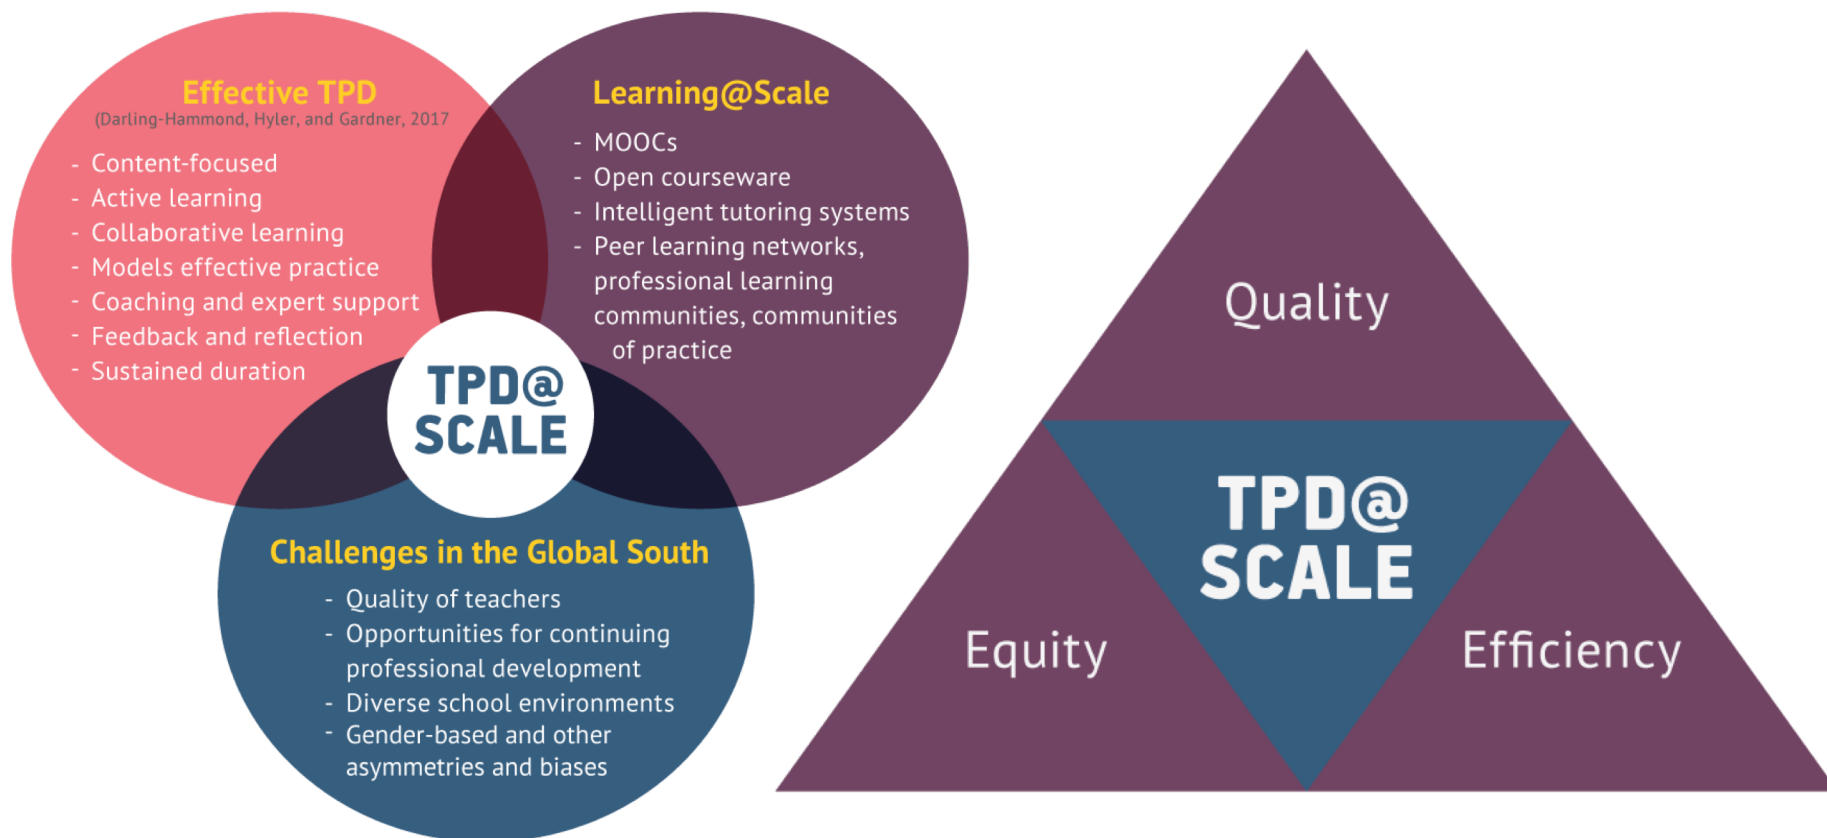 Effective TPD
(Darling-Hammond, Hyler, and Gardner, 2017
- Content-focused
- Active learning
- Collaborative learning
- Models effective practice
- Coaching and expert support
- Feedback and reflection
- Sustained duration
Learning@Scale
- MOOCs
- Open courseware
- Intelligent tutoring systems
- Peer learning networks,
professional learning
communities, communities
of practice
TPD@
SCALE
Challenges in the Global South
- Quality of teachers
- Opportunities for continuing
professional development
- Diverse school environments
- Gender-based and other
asymmetries and biases
Quality
TPD@
SCALE
Equity
Efficiency